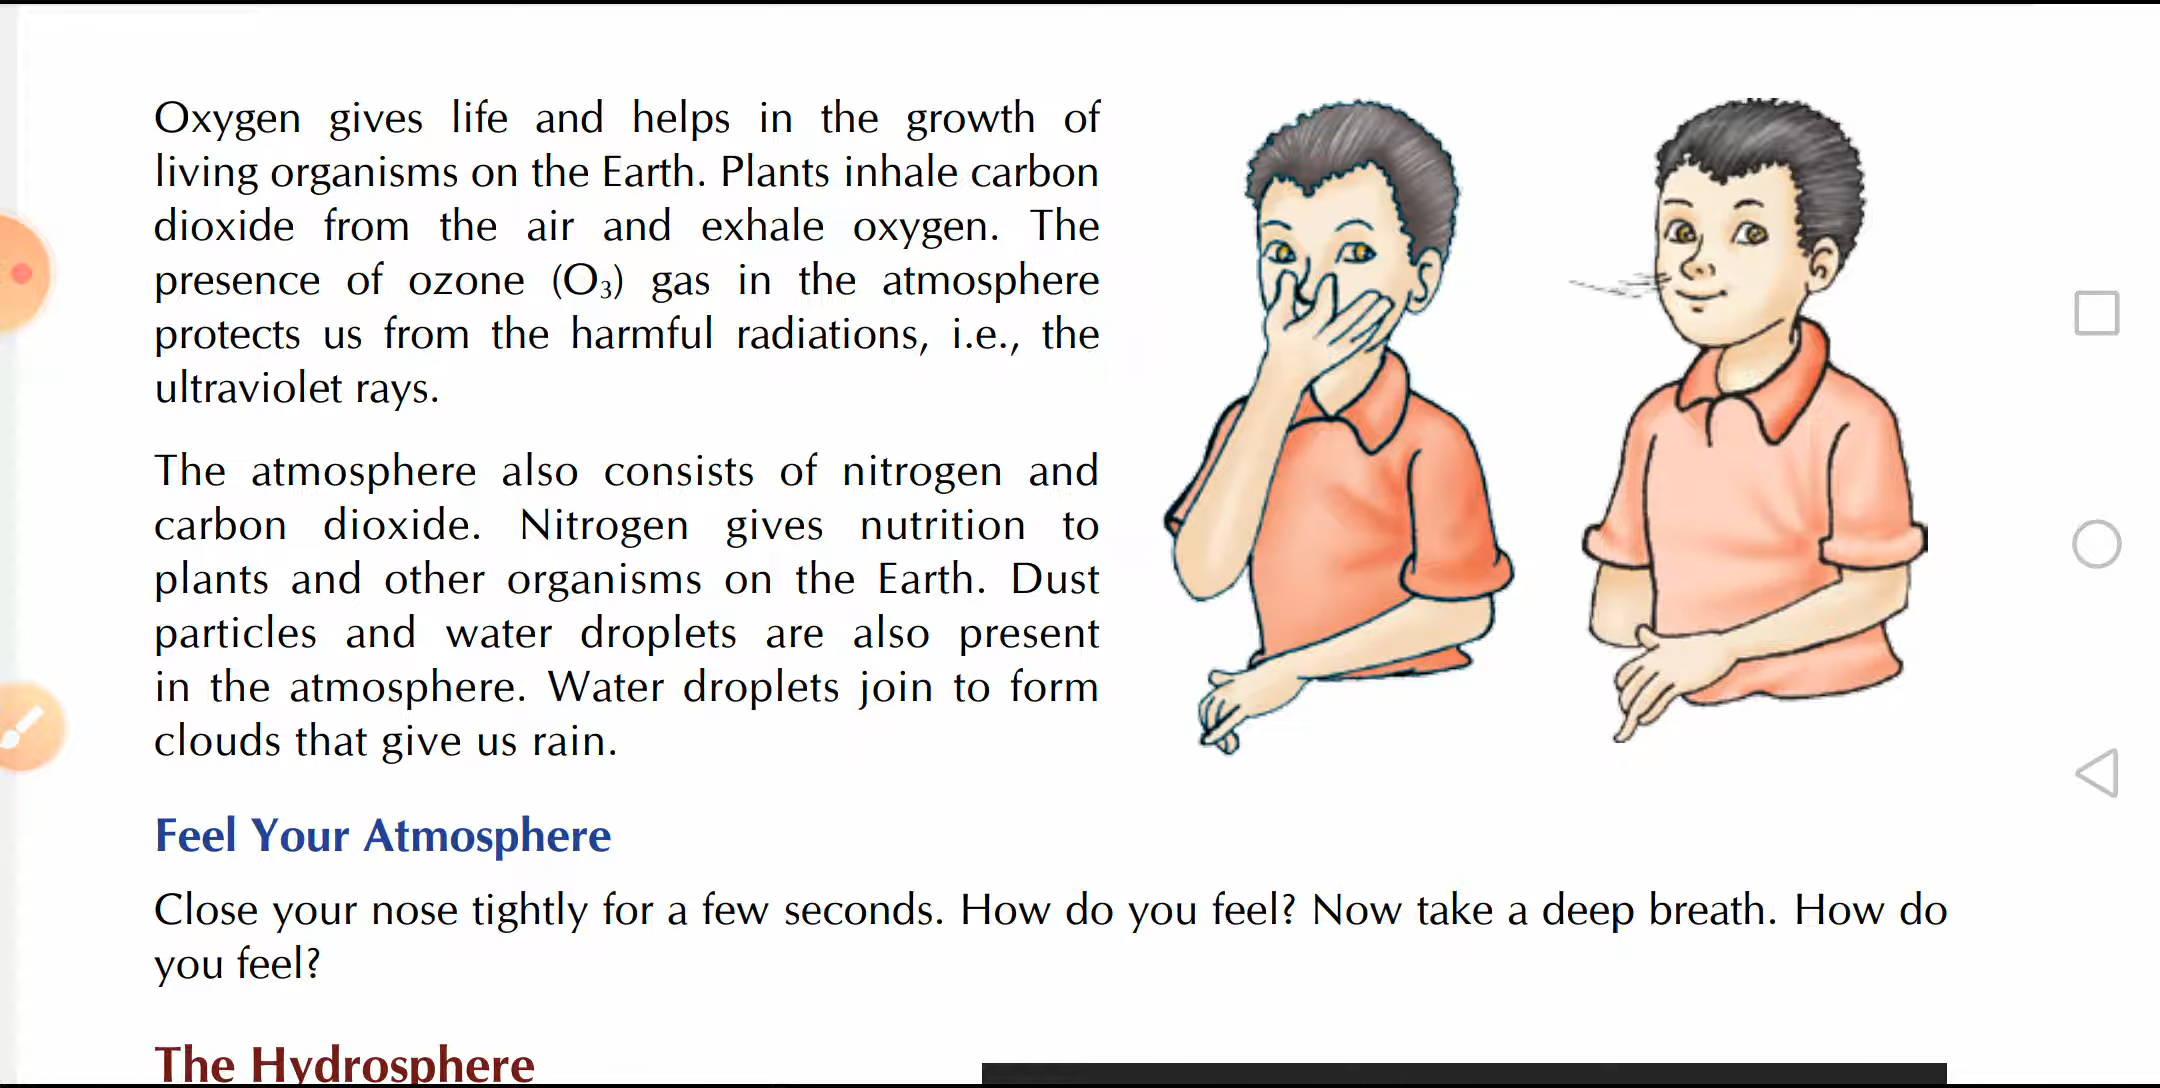 Oxygen gives life and helps in the growth of
living organisms on the Earth. Plants inhale carbon
dioxide from the air and exhale oxygen. The
presence of ozone (O₃) gas in the atmosphere
protects us from the harmful radiations, i.e., the
ultraviolet rays.
The atmosphere also consists of nitrogen and
carbon dioxide. Nitrogen gives nutrition to
plants and other organisms on the Earth. Dust
particles and water droplets are also present
in the atmosphere. Water droplets join to form
clouds that give us rain.
Feel Your Atmosphere
Close your nose tightly for a few seconds. How do you feel? Now take a deep breath. How do
you feel?
The Hydrosphere